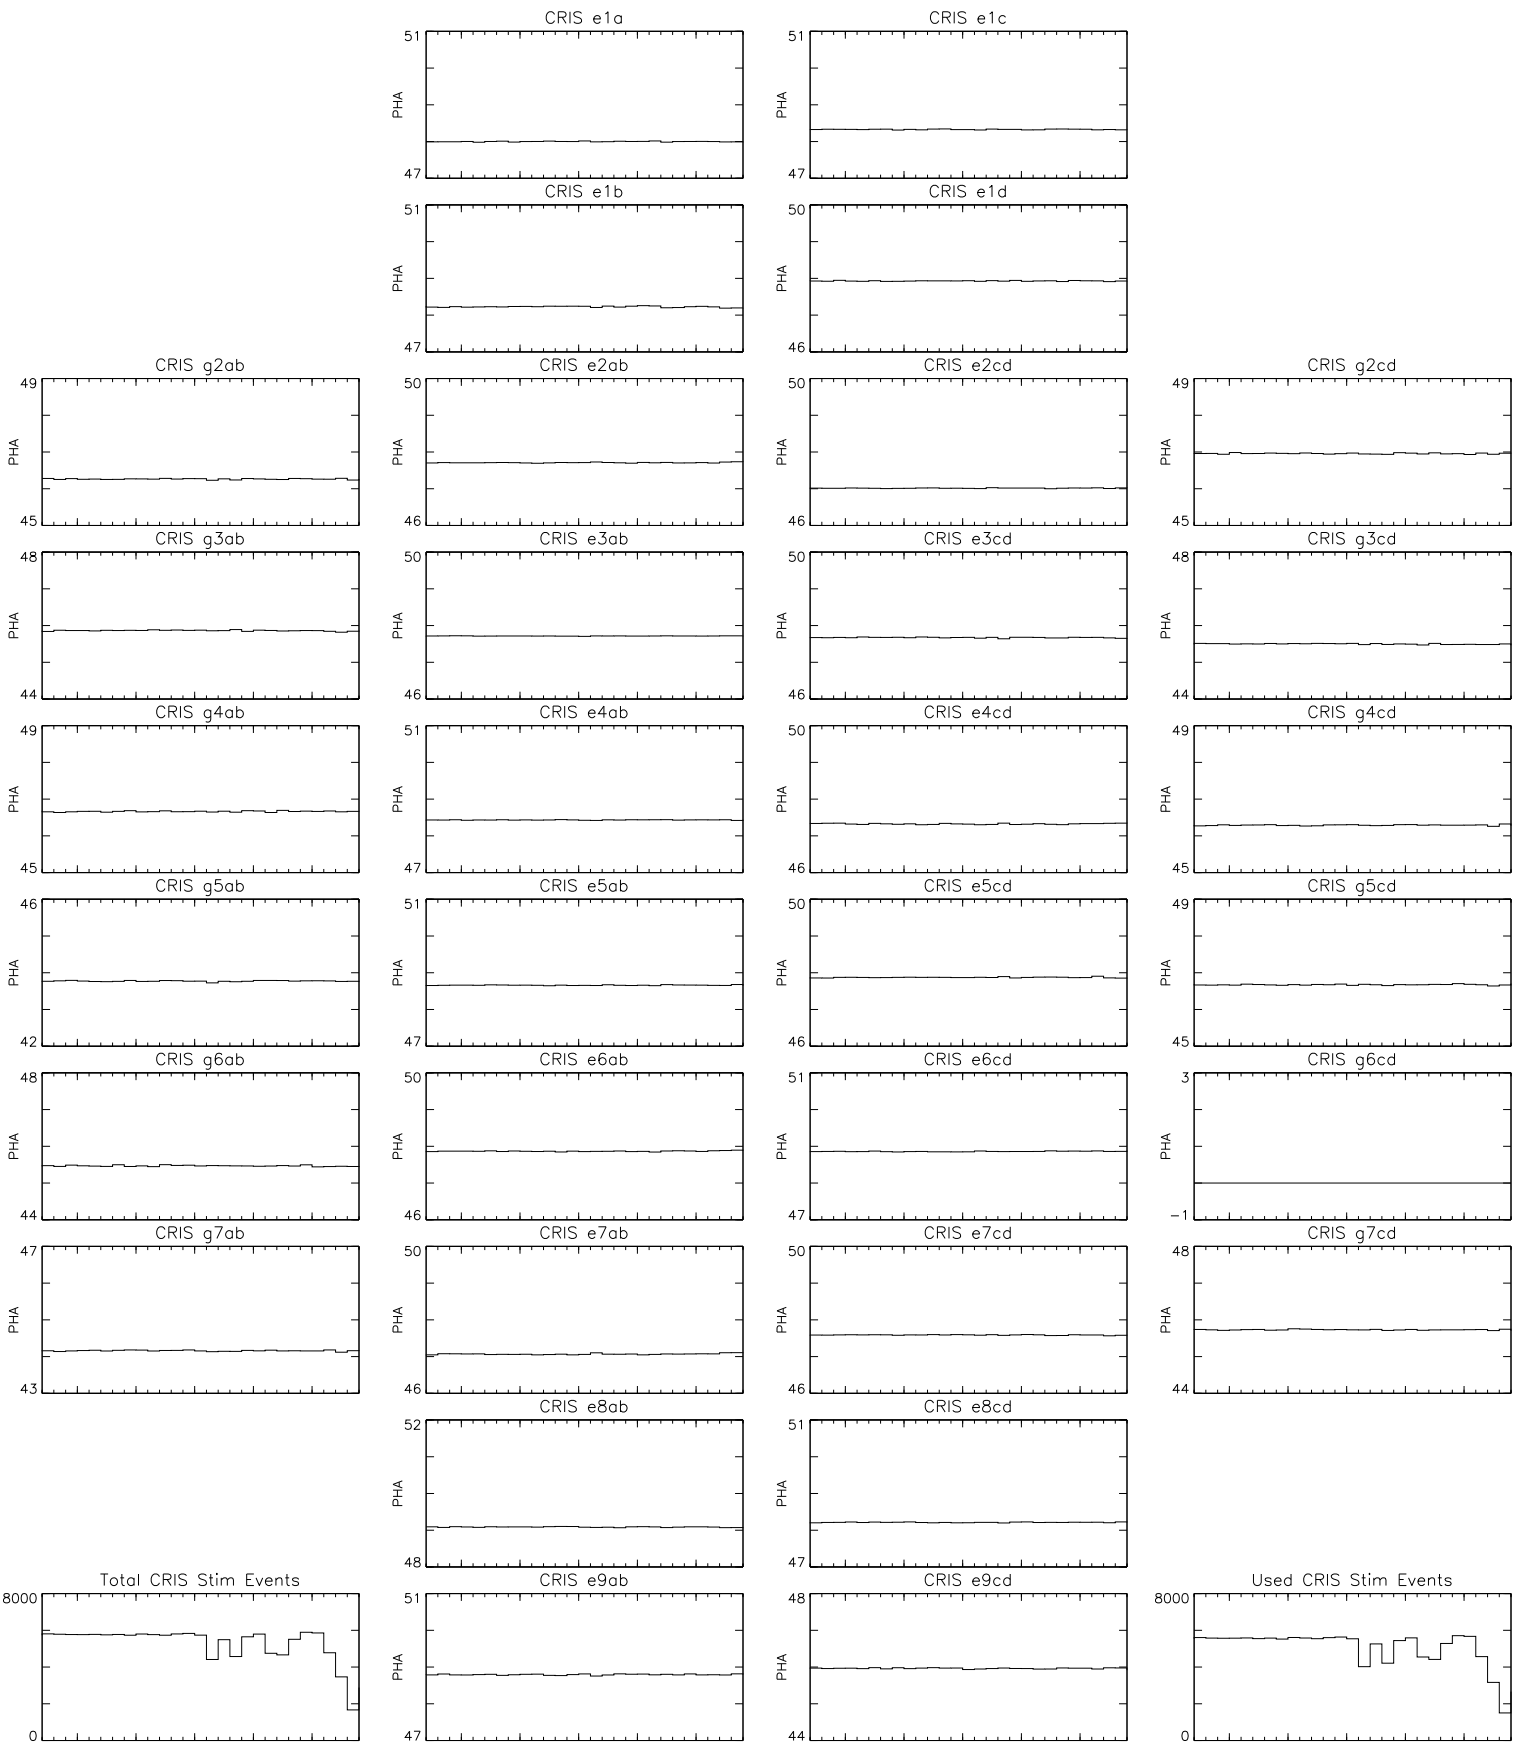 CRIS e1a
CRIS e1c
51
PHA
47
51
PHA
47
CRIS e1b
CRIS e1d
51
PHA
47
50
PHA
46
CRIS g2ab
CRIS e2ab
CRIS e2cd
CRIS g2cd
49
PHA
45
50
PHA
46
50
PHA
46
49
PHA
45
CRIS g3ab
CRIS e3ab
CRIS e3cd
CRIS g3cd
48
PHA
44
50
PHA
46
50
PHA
46
48
PHA
44
CRIS g4ab
CRIS e4ab
CRIS e4cd
CRIS g4cd
49
PHA
45
51
PHA
47
50
PHA
46
49
PHA
45
CRIS g5ab
CRIS e5ab
CRIS e5cd
CRIS g5cd
46
PHA
42
51
PHA
47
50
PHA
46
49
PHA
45
CRIS g6ab
CRIS e6ab
CRIS e6cd
CRIS g6cd
48
PHA
44
50
PHA
46
51
PHA
47
3
PHA
-1
CRIS g7ab
CRIS e7ab
CRIS e7cd
CRIS g7cd
47
PHA
43
50
PHA
46
50
PHA
46
48
PHA
44
CRIS e8ab
CRIS e8cd
52
PHA
48
51
PHA
47
Total CRIS Stim Events
CRIS e9ab
CRIS e9cd
Used CRIS Stim Events
8000
0
51
PHA
47
48
PHA
44
8000
0